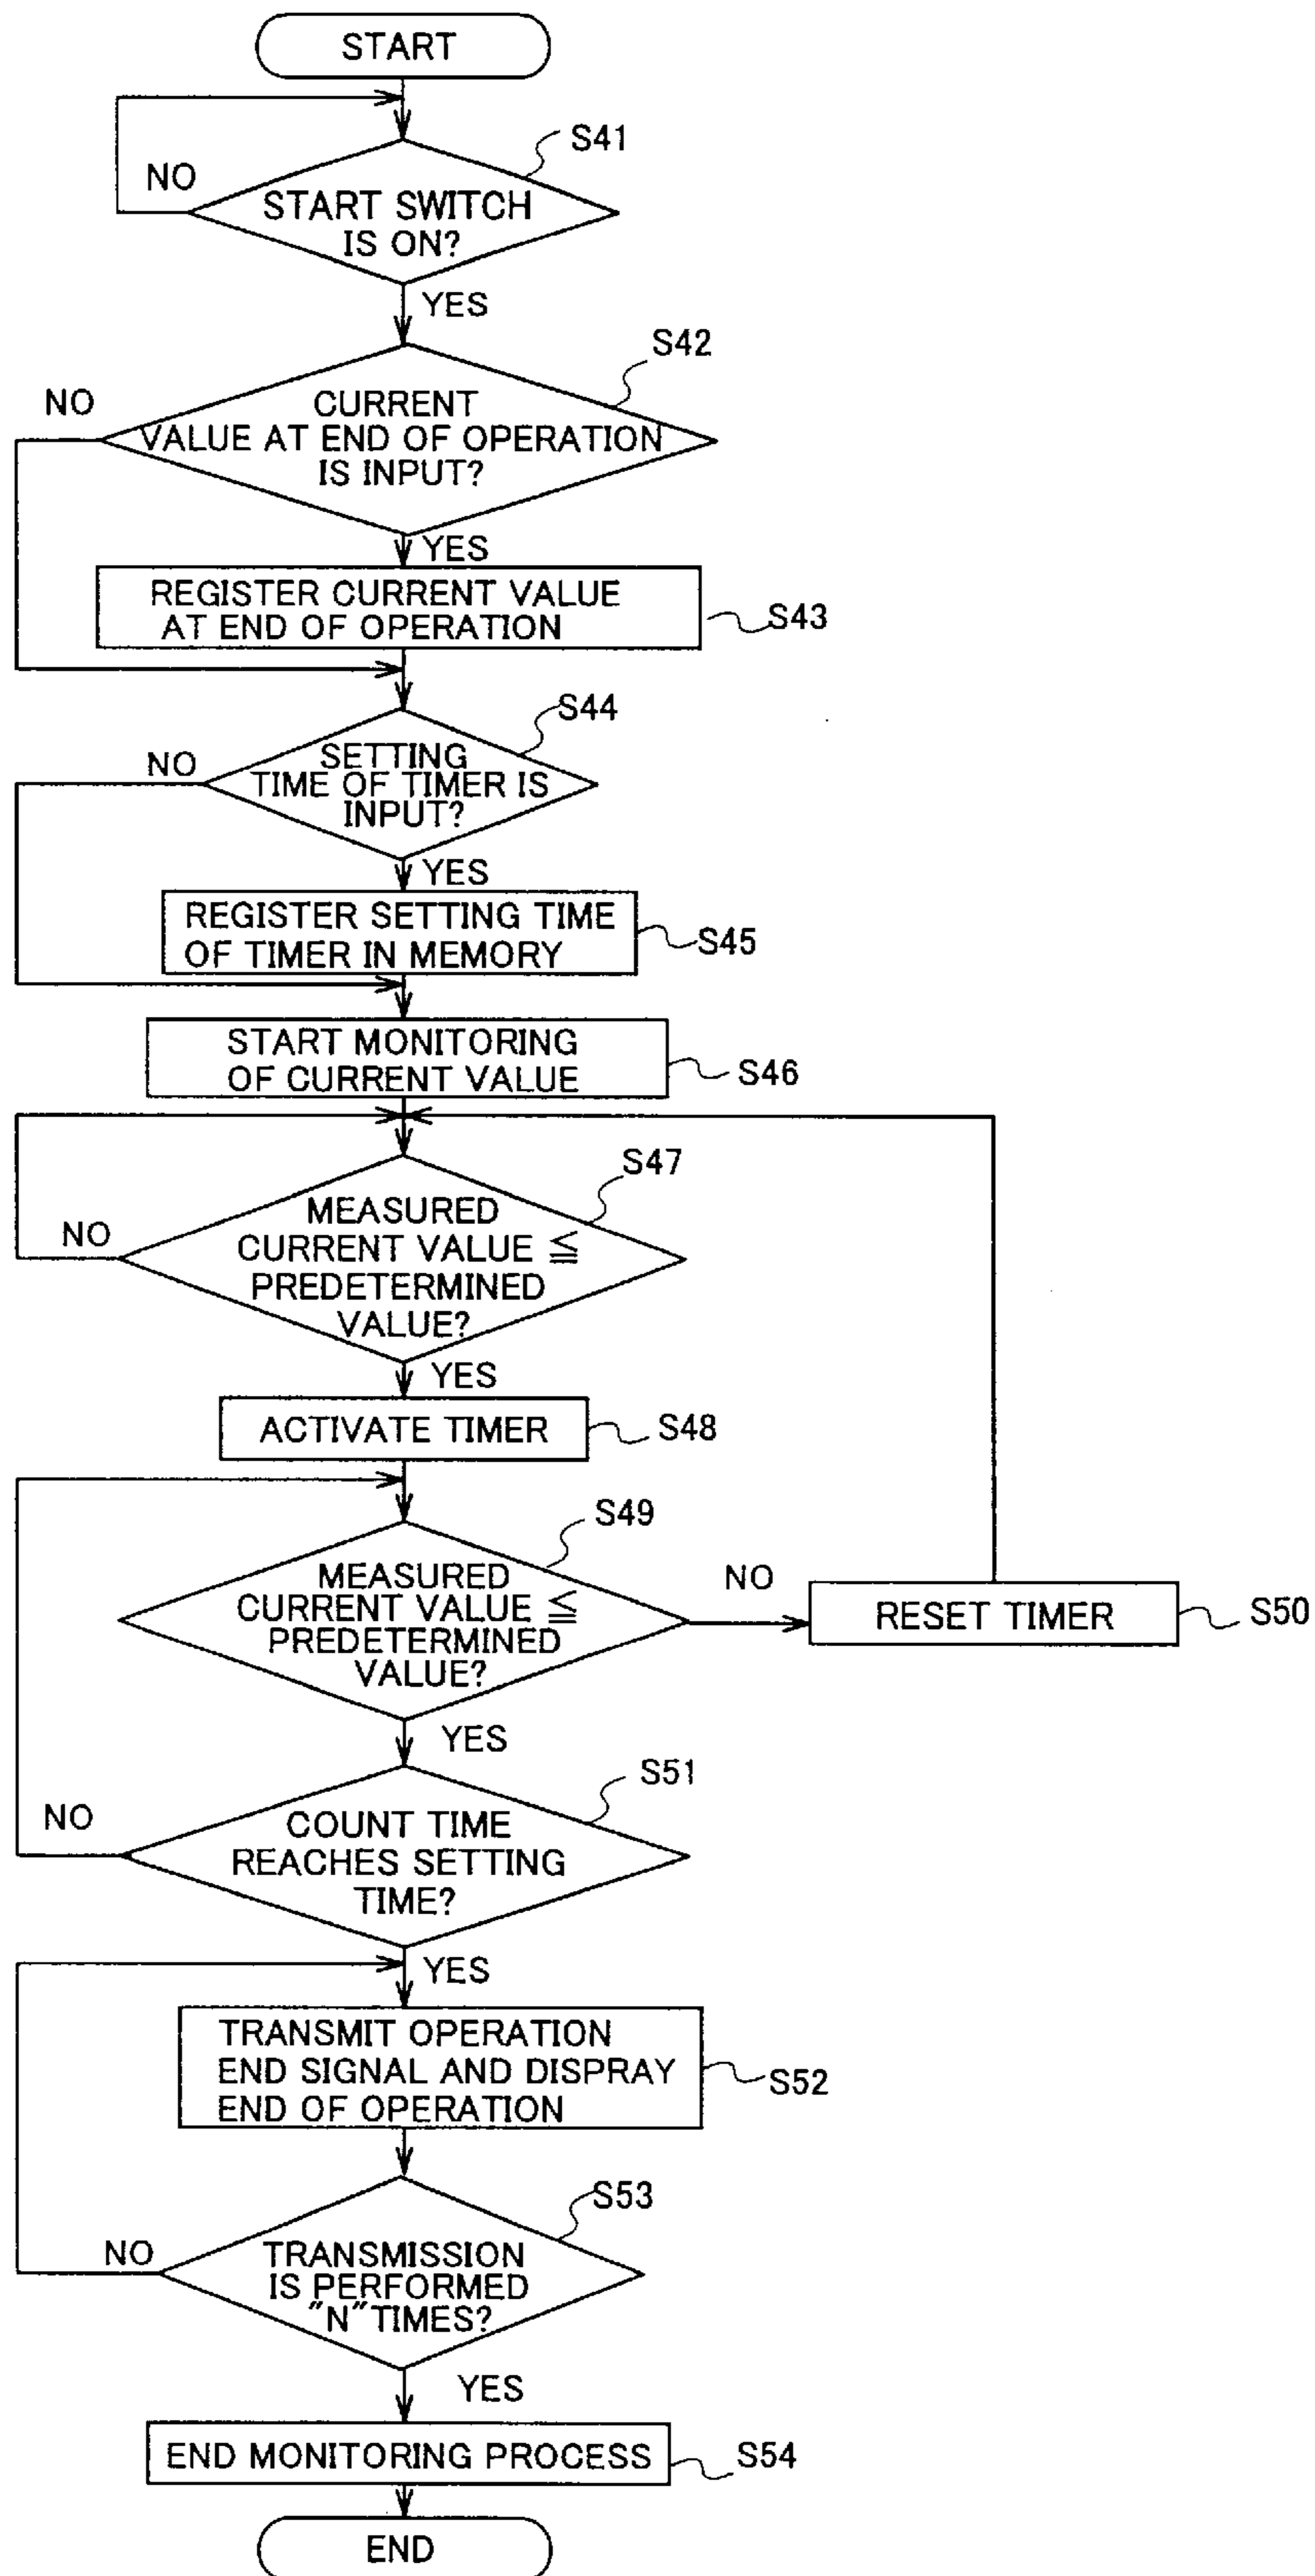 START
S41
NO
START SWITCH
IS ON?
YES
S42
NO
CURRENT
VALUE AT END OF OPERATION
IS INPUT?
YES
REGISTER CURRENT VALUE
AT END OF OPERATION
S43
S44
NO
SETTING
TIME OF TIMER IS
INPUT?
YES
REGISTER SETTING TIME
OF TIMER IN MEMORY
S45
START MONITORING
OF CURRENT VALUE
S46
S47
NO
MEASURED
CURRENT VALUE ≦
PREDETERMINED
VALUE?
YES
ACTIVATE TIMER
S48
S49
MEASURED
CURRENT VALUE ≦
PREDETERMINED
VALUE?
NO
RESET TIMER
S50
YES
S51
NO
COUNT TIME
REACHES SETTING
TIME?
YES
TRANSMIT OPERATION
END SIGNAL AND DISPRAY
END OF OPERATION
S52
S53
NO
TRANSMISSION
IS PERFORMED
"N"TIMES?
YES
END MONITORING PROCESS
S54
END